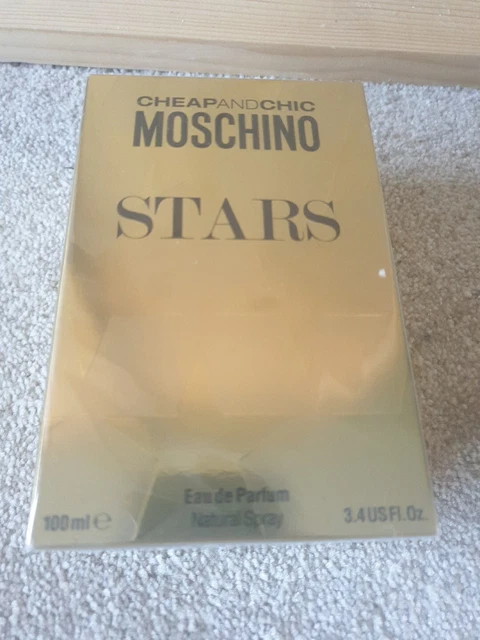 CHEAPANDCHIC
MOSCHINO
STARS
Eau de Parfum
100 ml ℮ Natural Spray 3.4 US Fl. Oz.